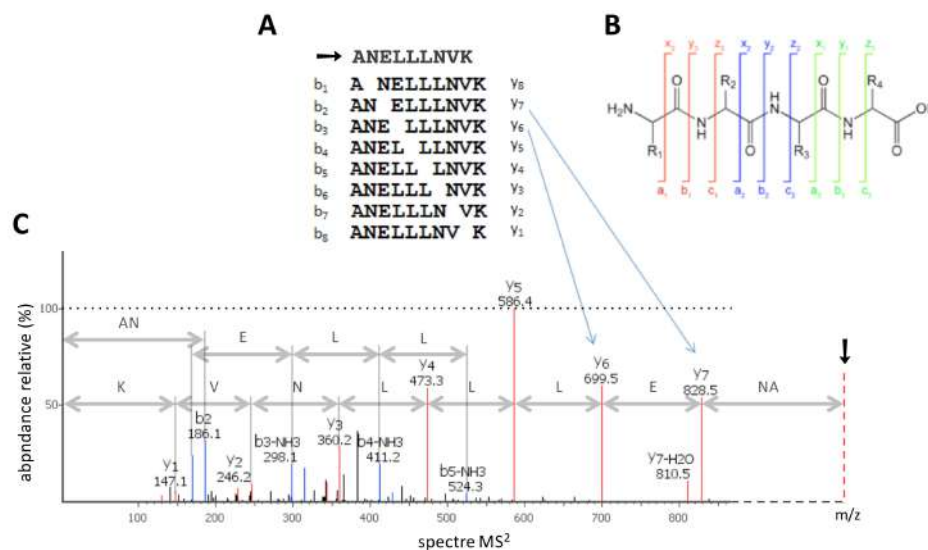 A
ANELLLNVK
b1 A NELLLNVK y8
b2 AN ELLLNVK y7
b3 ANE LLLNVK y6
b4 ANEL LLNVK y5
b5 ANELL LNVK y4
b6 ANELLL NVK y3
b7 ANELLLN VK y2
b8 ANELLLNV K y1
B
x3 y3 z3 x2 y2 z2 x1 y1 z1
R2 R4
O O
H
N
H2N N
H N
H OH
R1 O R3 O
a1 b1 c1 a2 b2 c2 a3 b3 c3
C
abpndance relative (%)
100
50
AN
E L L
K V N L L L E NA
y5
586.4
y6
699.5
y7
828.5
y4
473.3
b2
186.1
y3
360.2
b3-NH3
298.1
b4-NH3
411.2
y1
147.1
y2
246.2
b5-NH3
524.3
y7-H2O
810.5
100 200 300 400 500 600 700 800
m/z
spectre MS2